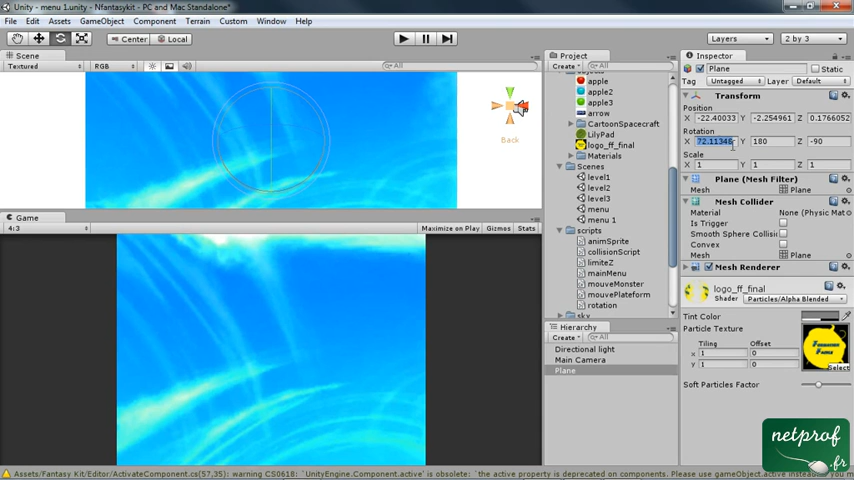 Unity - menu 1.unity - PC and Mac Standalone*
File Edit Assets GameObject Component Terrain Custom Window Help
Center Local Layers 2 by 3
Scene
Textured RGB All
Back
Game
4:3 Maximize on Play Gizmos Stats
Project
Create All
objects
apple
apple2
apple3
arrow
CartoonSpacecraft
LilyPad
logo_ff_final
Materials
Scenes
level1
level2
level3
menu
menu 1
scripts
animSprite
collisionScript
limiteZ
mainMenu
mouveMonster
mouvePlateform
rotation
sky
Hierarchy
Create All
Directional light
Main Camera
Plane
Inspector
Plane Static
Tag Untagged Layer Default
Transform
Position
X -22.40033 Y -2.254961 Z 0.1766052
Rotation
X 72.11346 Y 180 Z -90
Scale
X 1 Y 1 Z 1
Plane (Mesh Filter)
Mesh Plane
Mesh Collider
Material None (Physic Mat
Is Trigger
Smooth Sphere Collisi
Convex
Mesh Plane
Mesh Renderer
logo_ff_final
Shader Particles/Alpha Blended
Tint Color
Particle Texture
Tiling Offset
x 1 0
y 1 0
Select
Soft Particles Factor
netprof
.fr
Assets/Fantasy Kit/Editor/ActivateComponent.cs(57,35): warning CS0618: `UnityEngine.Component.active' is obsolete: `the active property is deprecated on components. Please use gameObject.active instead